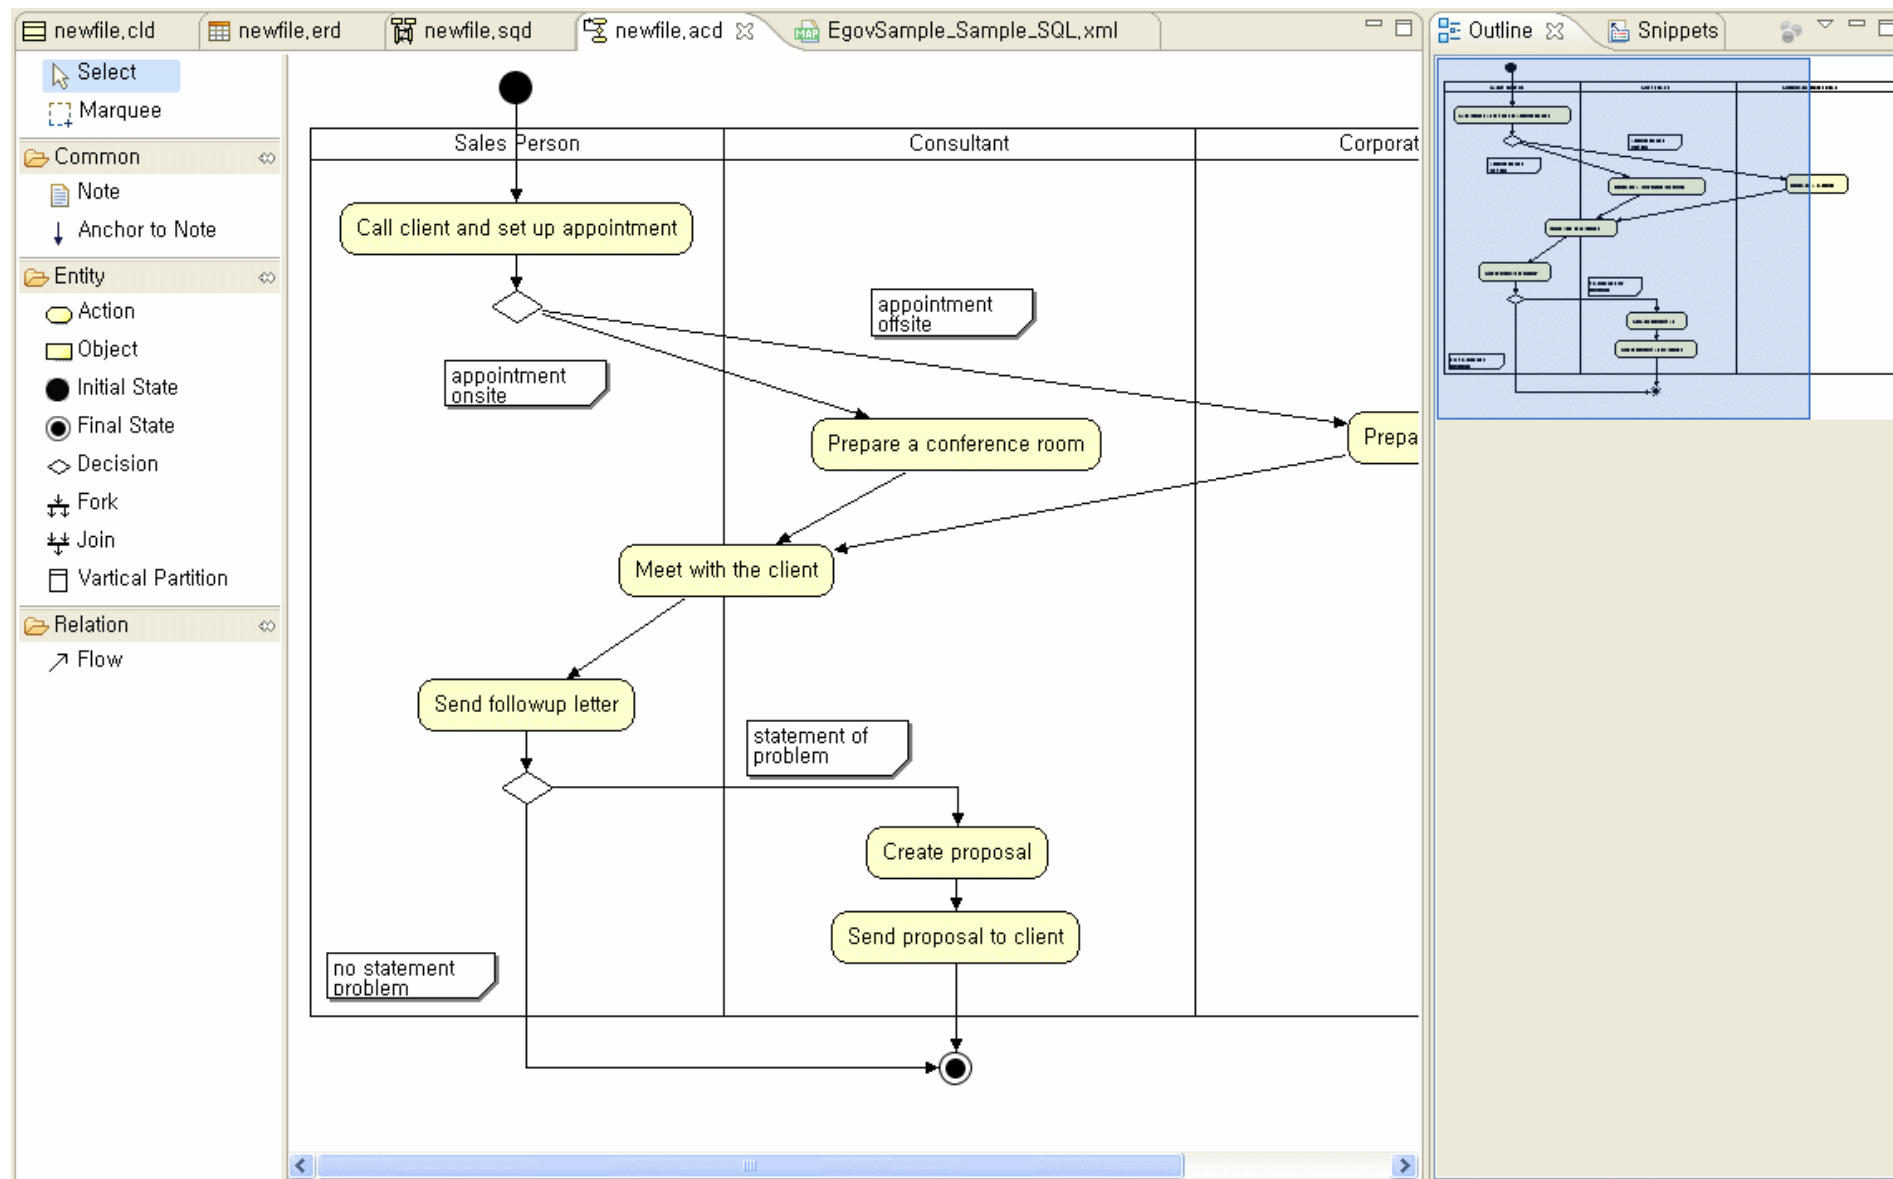 newfile.cld
newfile.erd
newfile.sqd
newfile.acd
EgovSample_Sample_SQL.xml
Outline
Snippets
Select
Marquee
Common
Note
Anchor to Note
Entity
Action
Object
Initial State
Final State
Decision
Fork
Join
Vartical Partition
Relation
Flow
Sales Person
Consultant
Corporat
Call client and set up appointment
appointment
offsite
appointment
onsite
Prepare a conference room
Prepa
Meet with the client
Send followup letter
statement of
problem
Create proposal
Send proposal to client
no statement
problem